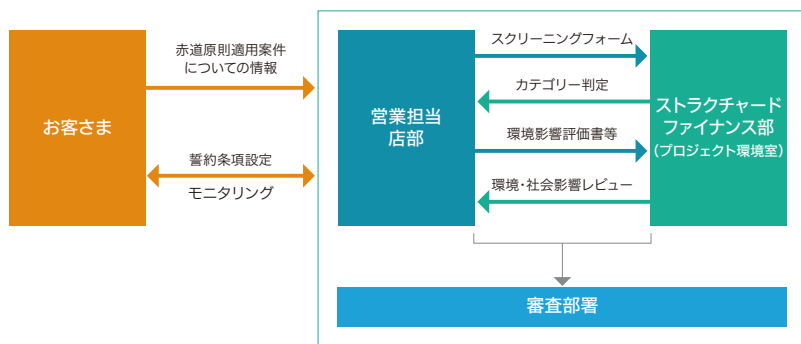 お客さま
赤道原則適用案件
についての情報
誓約条項設定
モニタリング
営業担当
店部
スクリーニングフォーム
カテゴリー判定
環境影響評価書等
環境・社会影響レビュー
ストラクチャード
ファイナンス部
(プロジェクト環境室)
審査部署